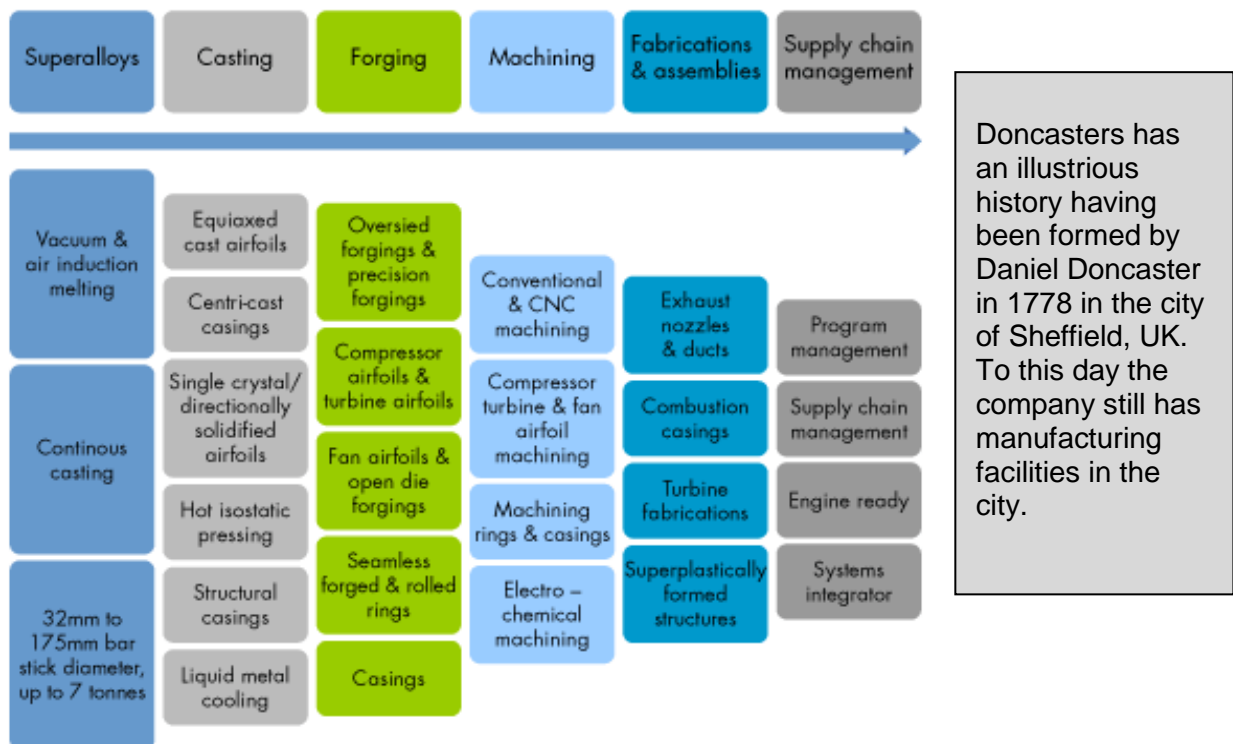 Superalloys
Casting
Forging
Machining
Fabrications
& assemblies
Supply chain
management
Vacuum &
air induction
melting
Continous
casting
32mm to
175mm bar
stick diameter,
up to 7 tonnes
Equiaxed
cast airfoils
Centri-cast
casings
Single crystal/
directionally
solidified
airfoils
Hot isostatic
pressing
Structural
casings
Liquid metal
cooling
Oversied
forgings &
precision
forgings
Compressor
airfoils &
turbine airfoils
Fan airfoils &
open die
forgings
Seamless
forged & rolled
rings
Casings
Conventional
& CNC
machining
Compressor
turbine & fan
airfoil
machining
Machining
rings & casings
Electro –
chemical
machining
Exhaust
nozzles
& ducts
Combustion
casings
Turbine
fabrications
Superplastically
formed
structures
Program
management
Supply chain
management
Engine ready
Systems
integrator
Doncasters has
an illustrious
history having
been formed by
Daniel Doncaster
in 1778 in the city
of Sheffield, UK.
To this day the
company still has
manufacturing
facilities in the
city.